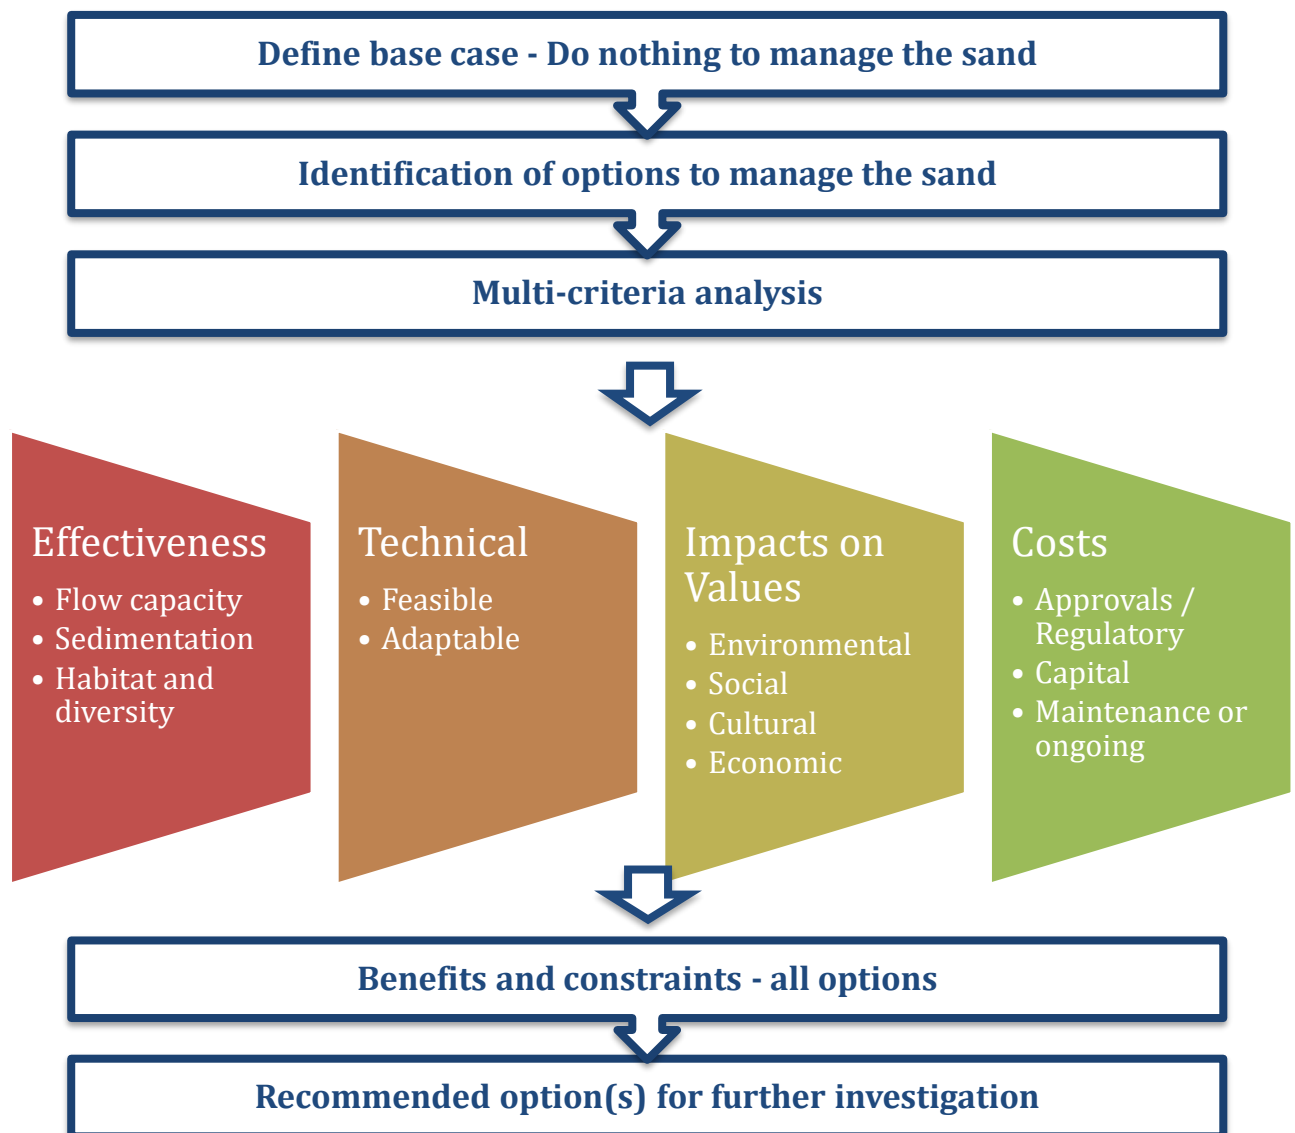 Define base case - Do nothing to manage the sand
Identification of options to manage the sand
Multi-criteria analysis
Effectiveness
• Flow capacity
• Sedimentation
• Habitat and
diversity
Technical
• Feasible
• Adaptable
Impacts on
Values
• Environmental
• Social
• Cultural
• Economic
Costs
• Approvals /
Regulatory
• Capital
• Maintenance or
ongoing
Benefits and constraints - all options
Recommended option(s) for further investigation